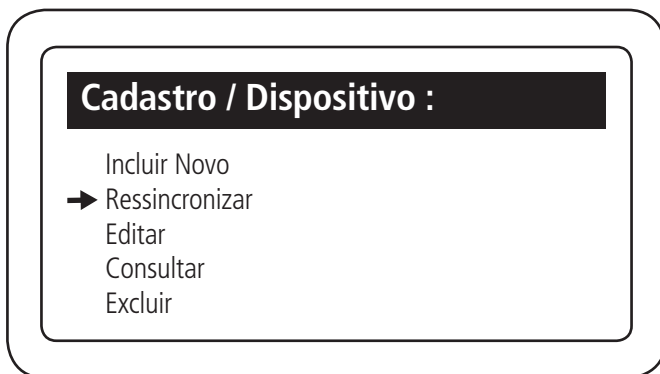 Cadastro / Dispositivo :
Incluir Novo
Ressincronizar
Editar
Consultar
Excluir